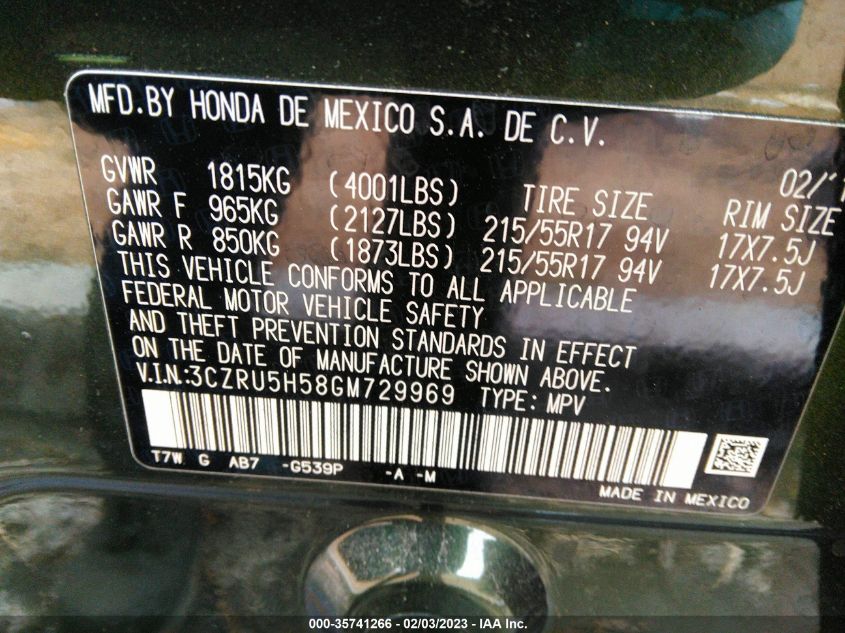 MFD.BY HONDA DE MEXICO S.A. DE C.V.
02/1
GVWR 1815KG (4001LBS) TIRE SIZE RIM SIZE
GAWR F 965KG (2127LBS) 215/55R17 94V 17X7.5J
GAWR R 850KG (1873LBS) 215/55R17 94V 17X7.5J
THIS VEHICLE CONFORMS TO ALL APPLICABLE
FEDERAL MOTOR VEHICLE SAFETY
AND THEFT PREVENTION STANDARDS IN EFFECT
ON THE DATE OF MANUFACTURE SHOWN ABOVE.
V.I.N:3CZRU5H58GM729969 TYPE: MPV
T7W G AB7 -G539P -A -M
MADE IN MEXICO
000-35741266 - 02/03/2023 - IAA Inc.